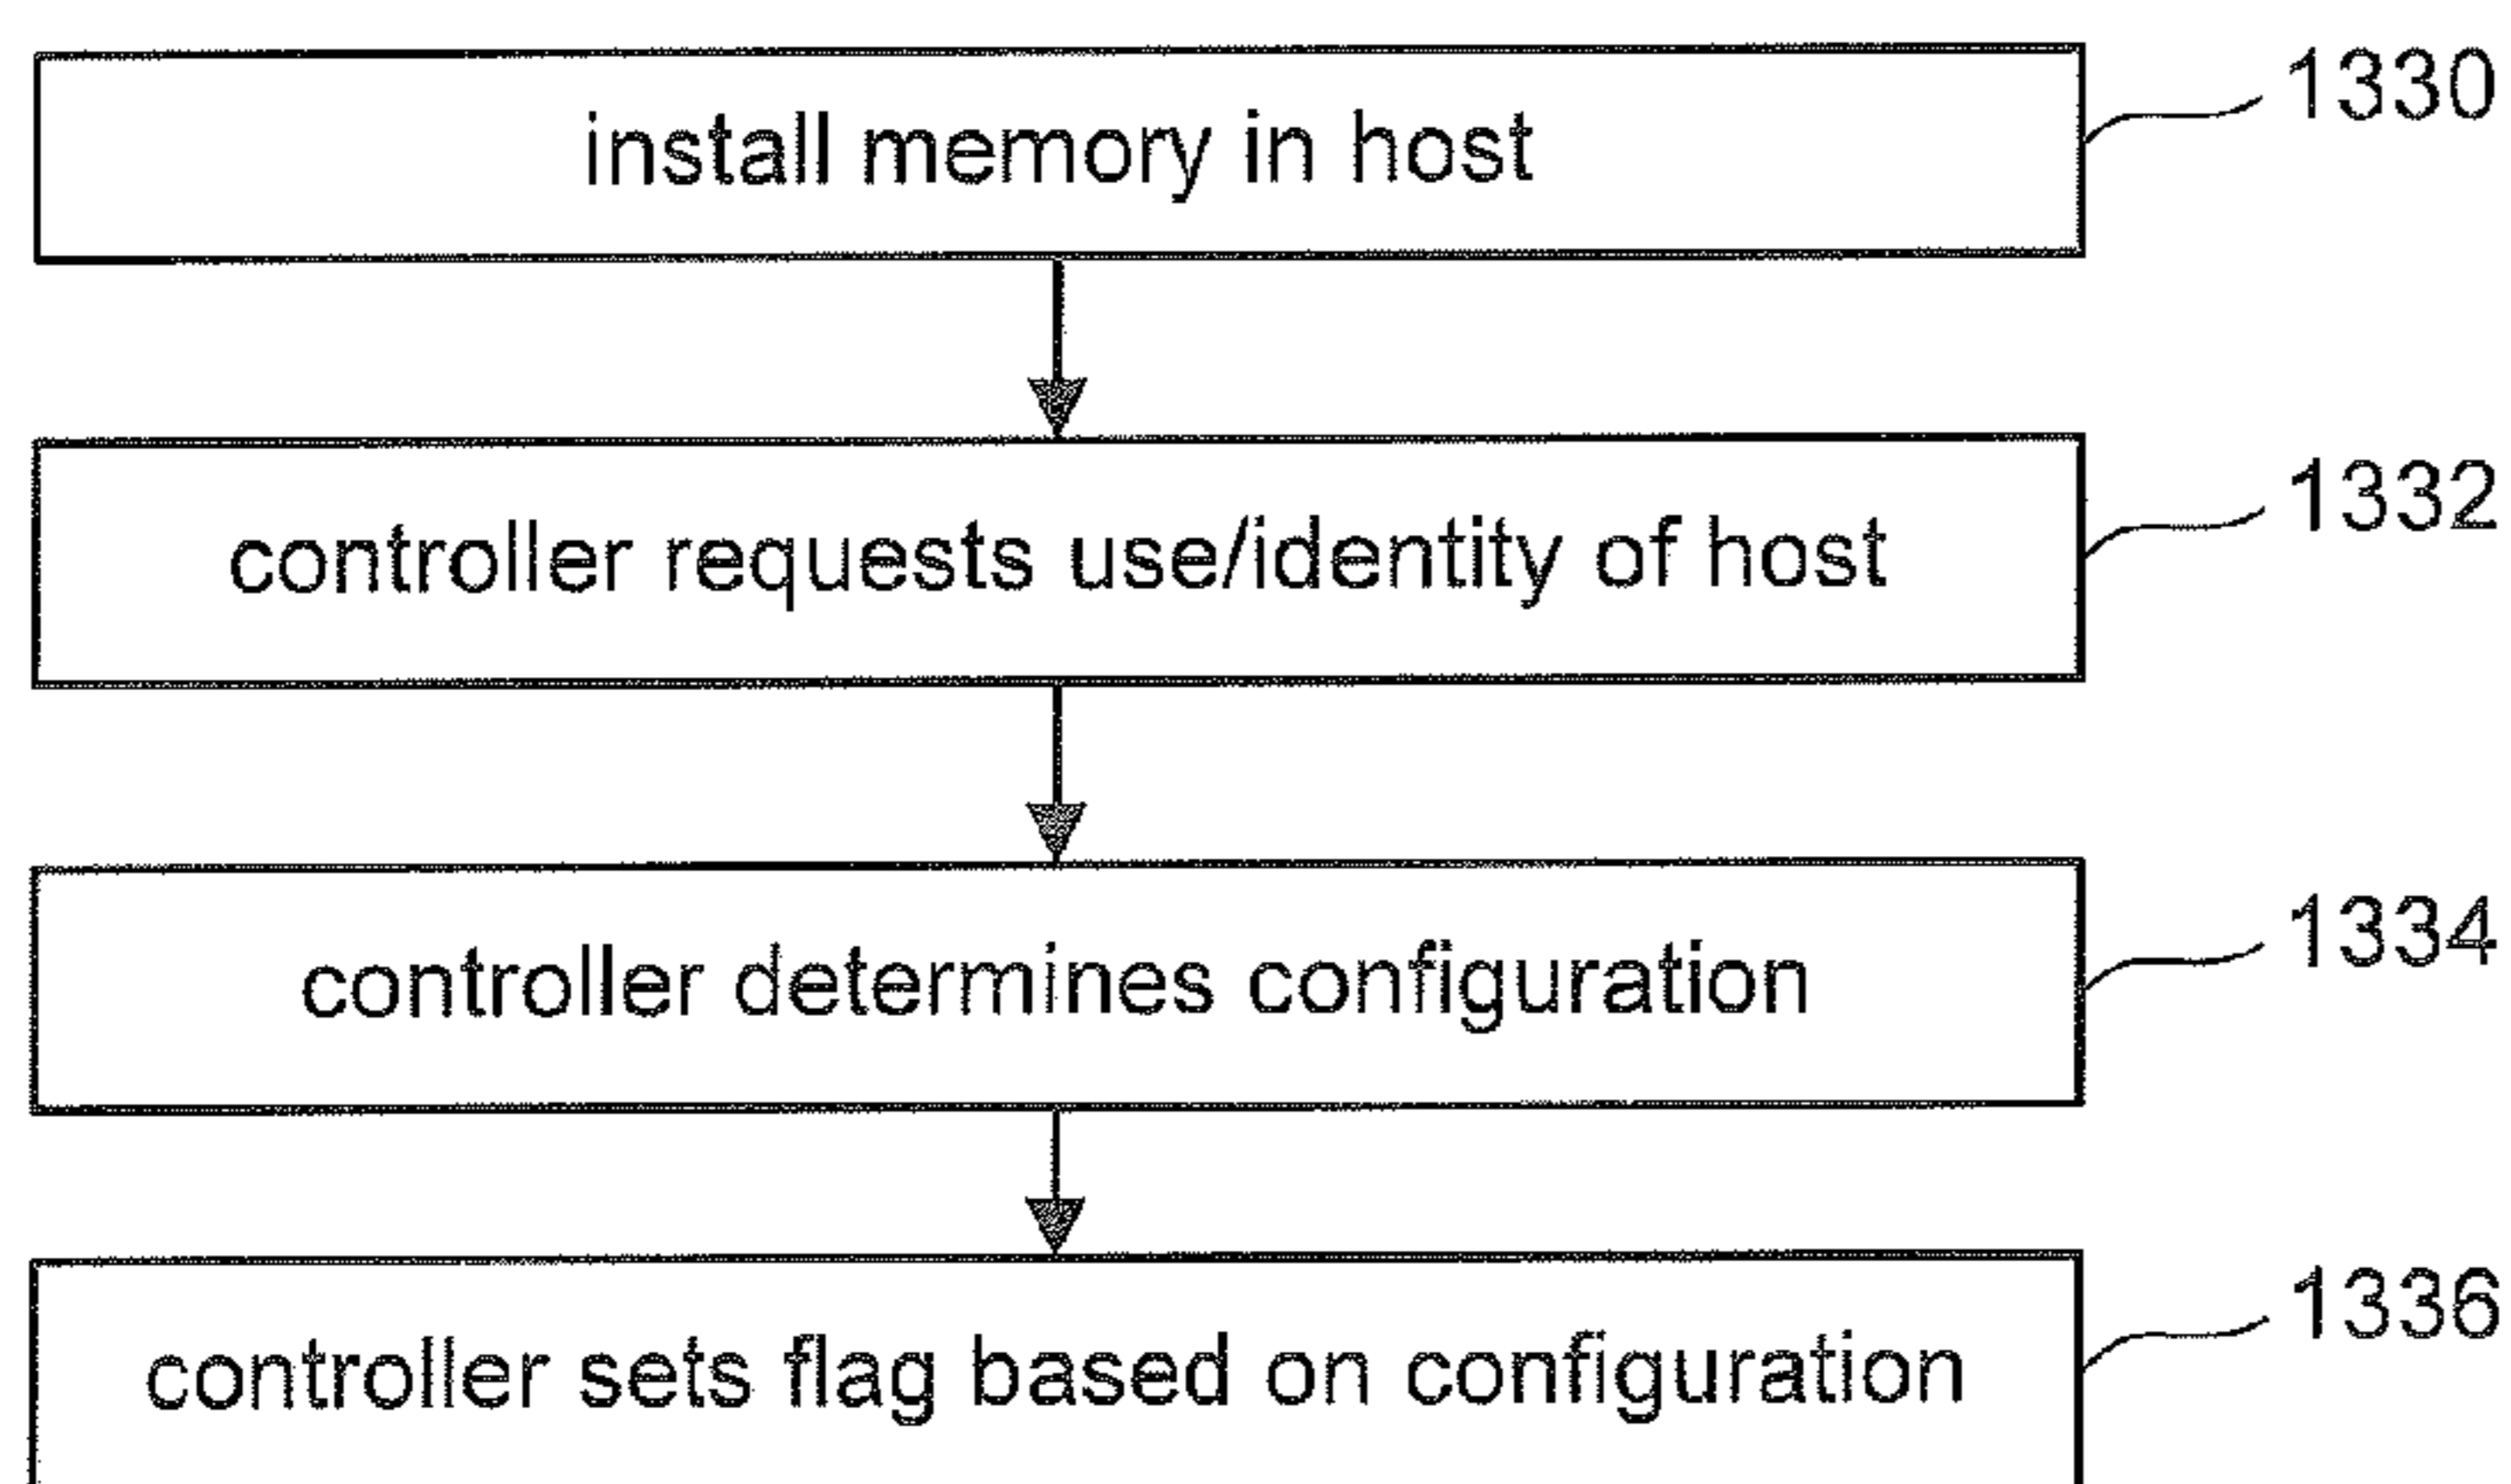 install memory in host
1330
controller requests use/identity of host
1332
controller determines configuration
1334
controller sets flag based on configuration
1336